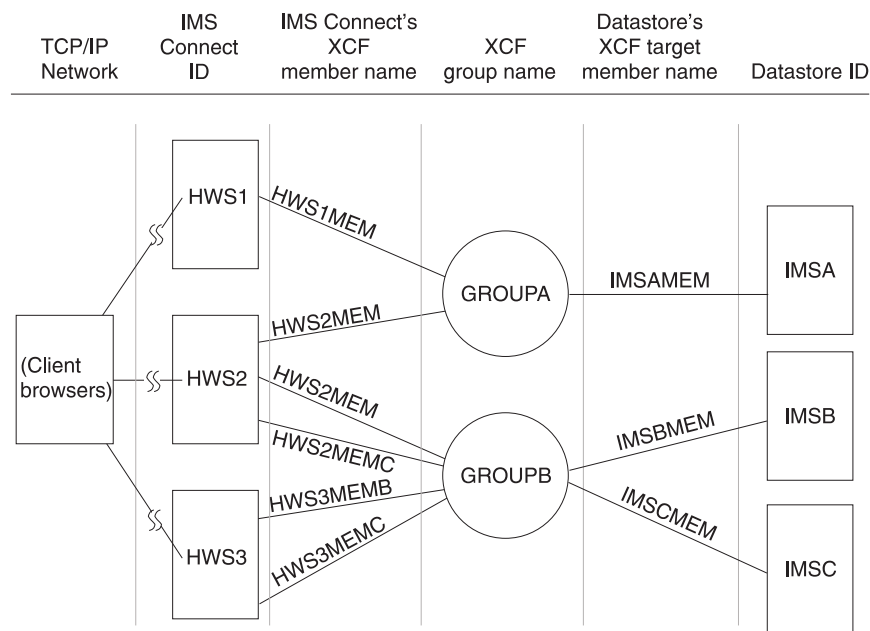 TCP/IP
Network
IMS
Connect
ID
IMS Connect's
XCF
member name
XCF
group name
Datastore's
XCF target
member name
Datastore ID
HWS1
HWS1MEM
GROUPA
IMSAMEM
IMSA
HWS2MEM
(Client
browsers)
HWS2
HWS2MEM
HWS2MEMC
GROUPB
IMSBMEM
IMSB
HWS3MEMB
HWS3
HWS3MEMC
IMSCMEM
IMSC